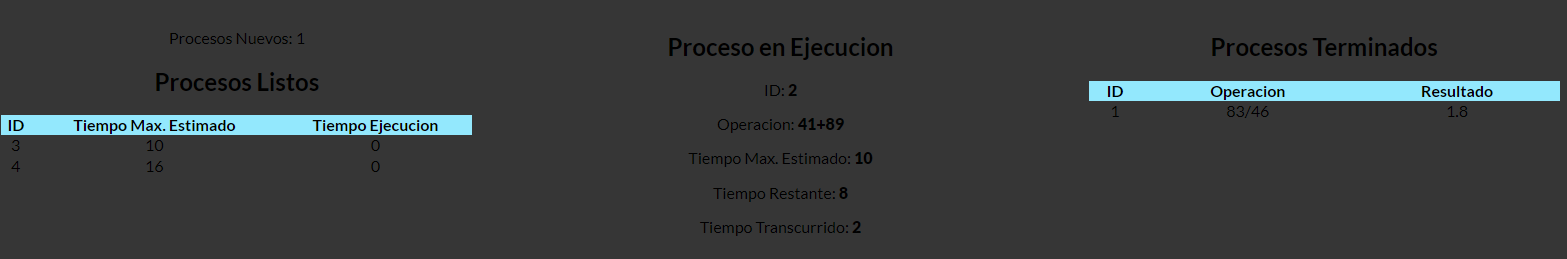 Procesos Nuevos: 1
Procesos Listos
ID Tiempo Max. Estimado Tiempo Ejecucion
3 10 0
4 16 0
Proceso en Ejecucion
ID: 2
Operacion: 41+89
Tiempo Max. Estimado: 10
Tiempo Restante: 8
Tiempo Transcurrido: 2
Procesos Terminados
ID Operacion Resultado
1 83/46 1.8